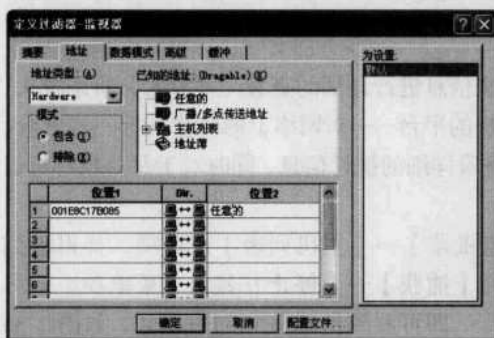 定义过滤器-监视器
摘要 地址 数据模式 高级 缓冲
为设置:
地址类型:(A)
已知的地址:(Dragable)(K)
Hardware
任意的
广播/多点传送地址
主机列表
地址簿
模式
包含(I)
排除(X)
位置1 Dir. 位置2
1 001E8C17B085 任意的
2
3
4
5
6
确定 取消 配置文件...